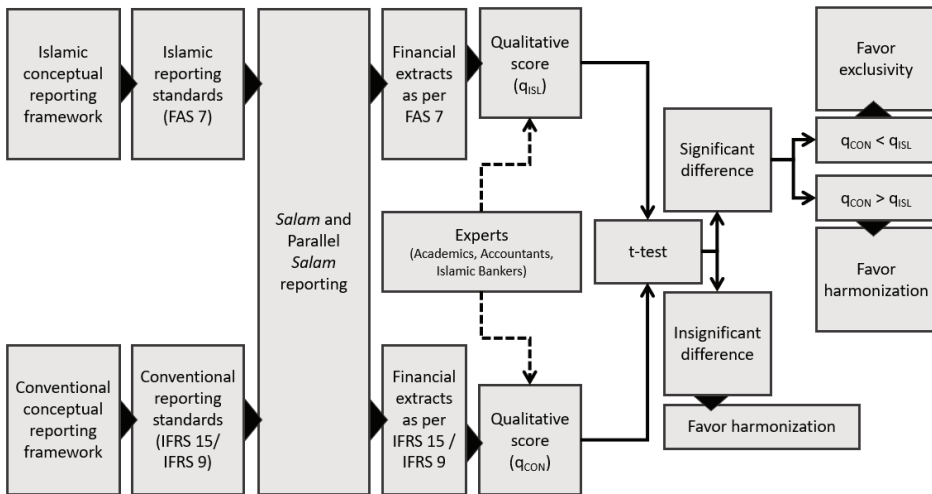 Islamic
conceptual
reporting
framework
Islamic
reporting
standards
(FAS 7)
Salam and
Parallel
Salam
reporting
Financial
extracts
as per
FAS 7
Qualitative
score
(qISL)
Experts
(Academics, Accountants,
Islamic Bankers)
Conventional
conceptual
reporting
framework
Conventional
reporting
standards
(IFRS 15/
IFRS 9)
Financial
extracts
as per
IFRS 15 /
IFRS 9
Qualitative
score
(qCON)
t-test
Significant
difference
Insignificant
difference
Favor harmonization
Favor
exclusivity
qCON < qISL
qCON > qISL
Favor
harmonization